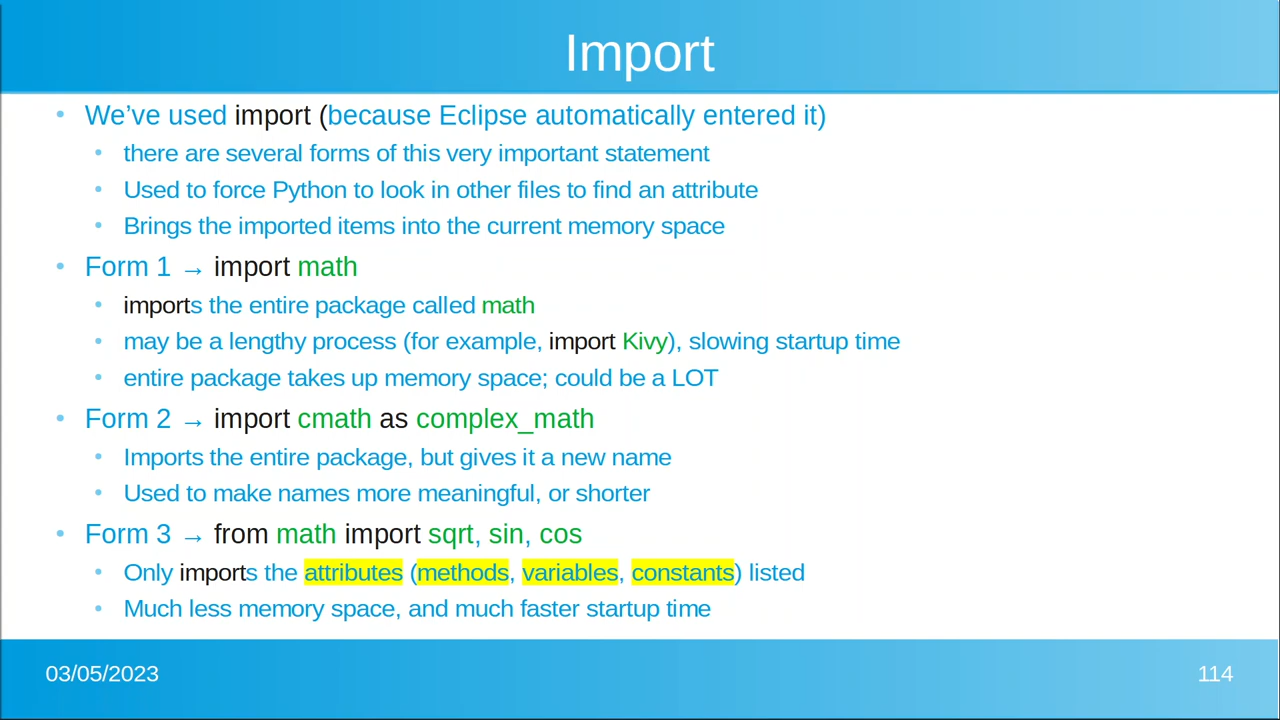 Import
• We’ve used import (because Eclipse automatically entered it)
• there are several forms of this very important statement
• Used to force Python to look in other files to find an attribute
• Brings the imported items into the current memory space
• Form 1 → import math
• imports the entire package called math
• may be a lengthy process (for example, import Kivy), slowing startup time
• entire package takes up memory space; could be a LOT
• Form 2 → import cmath as complex_math
• Imports the entire package, but gives it a new name
• Used to make names more meaningful, or shorter
• Form 3 → from math import sqrt, sin, cos
• Only imports the attributes (methods, variables, constants) listed
• Much less memory space, and much faster startup time
03/05/2023
114